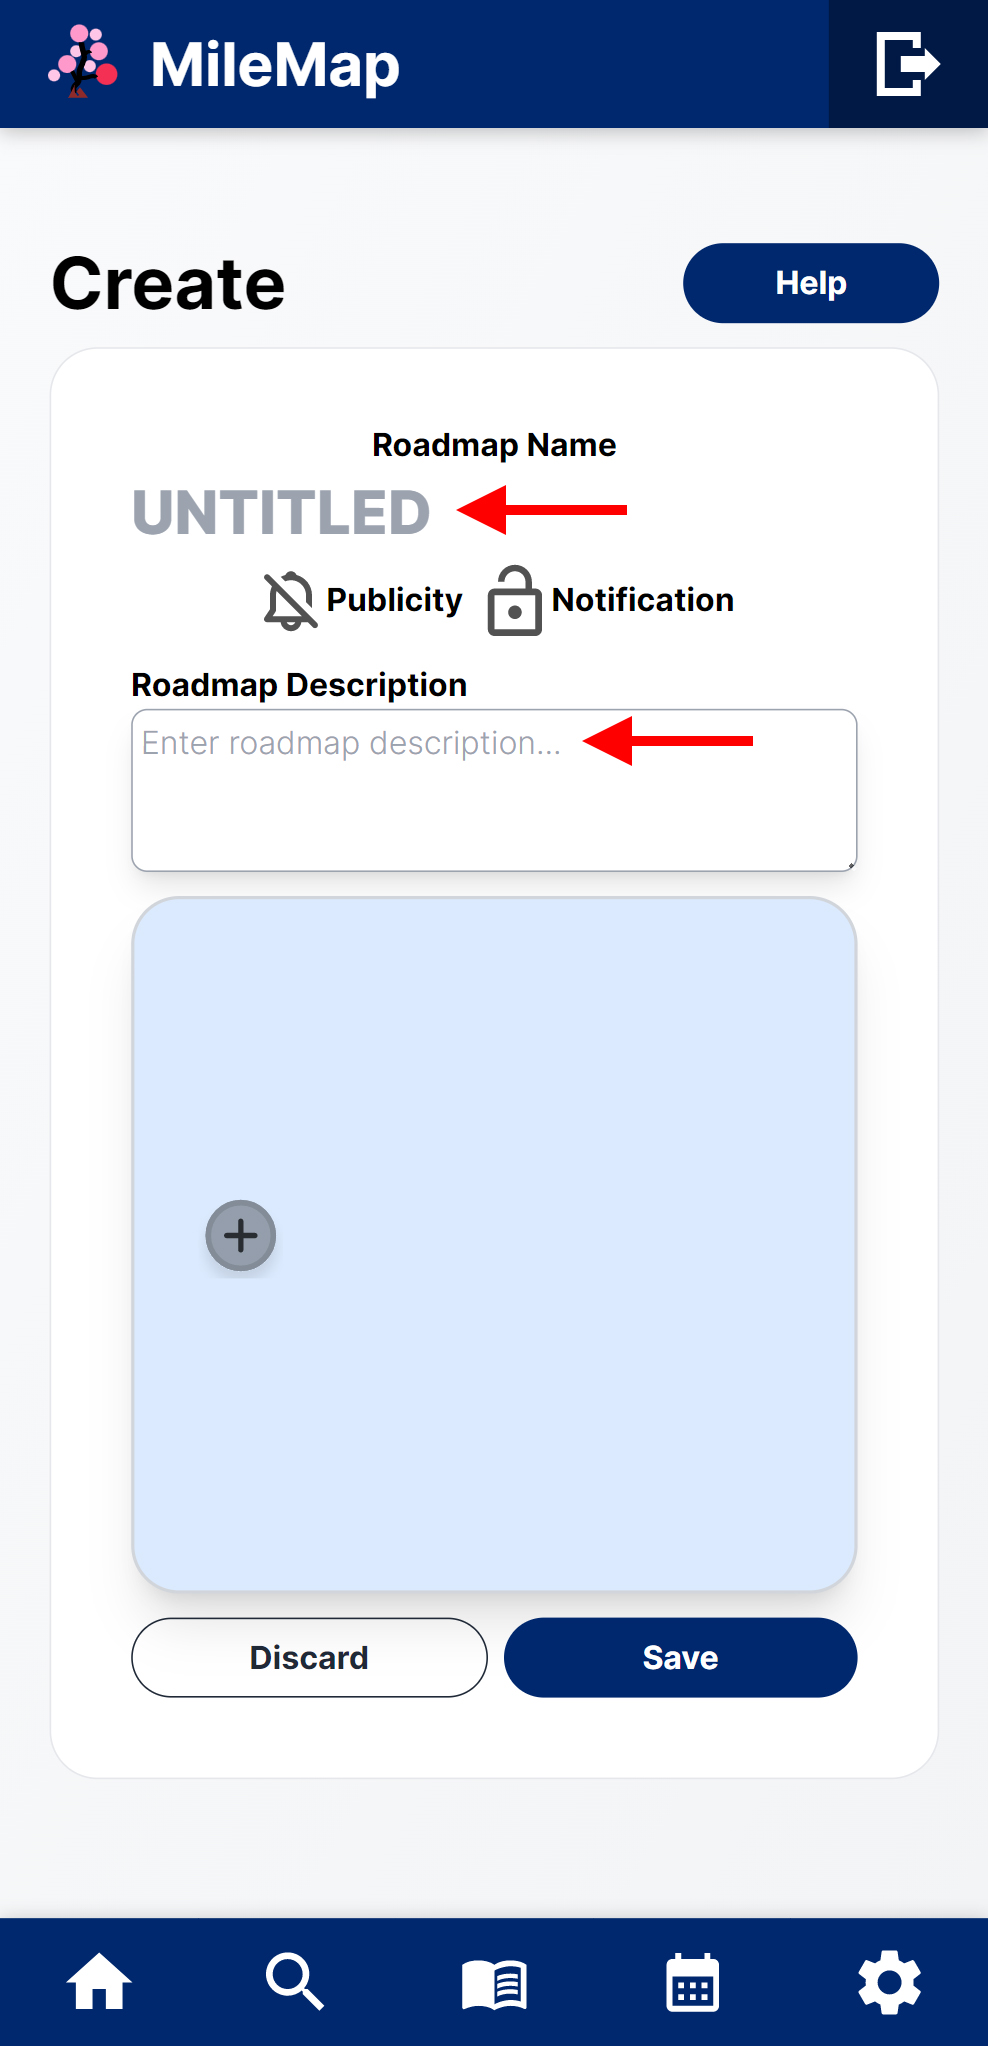 MileMap
Create
Help
Roadmap Name
UNTITLED
Publicity
Notification
Roadmap Description
Enter roadmap description...
Discard
Save